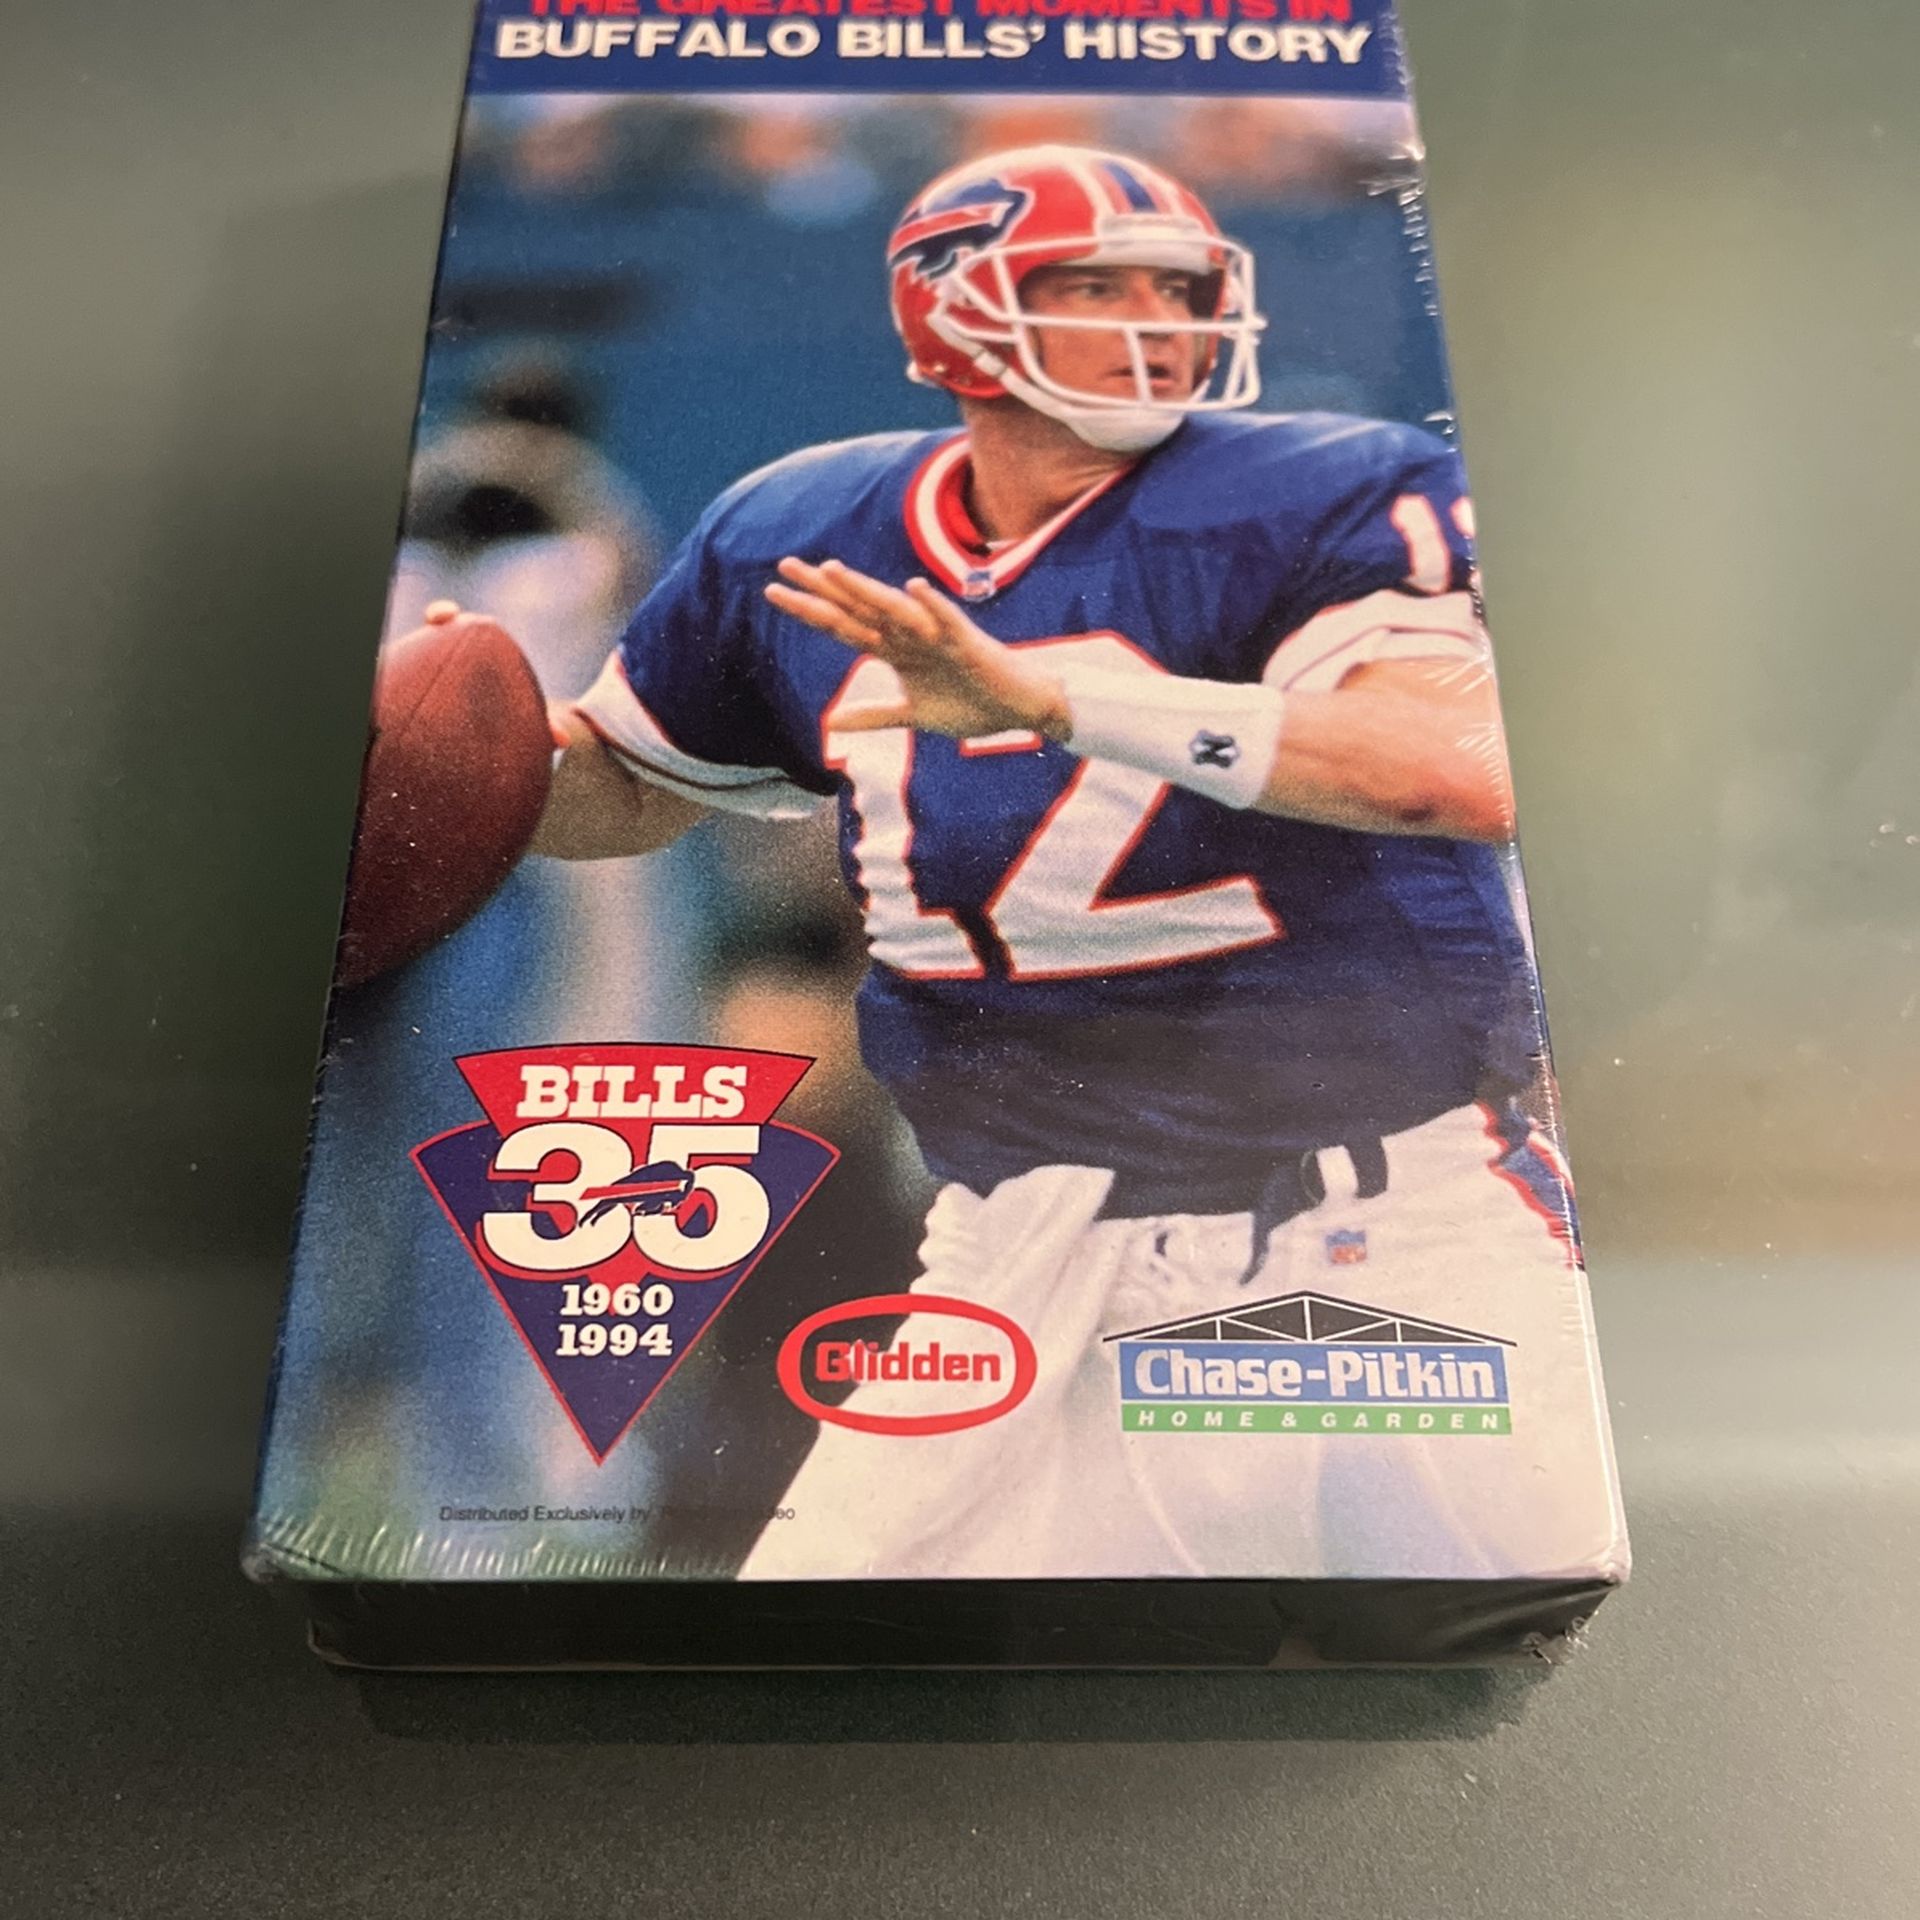 THE GREATEST MOMENTS IN
BUFFALO BILLS' HISTORY
12
BILLS
35
1960
1994
Glidden
Chase-Pitkin
HOME & GARDEN
Distributed Exclusively by